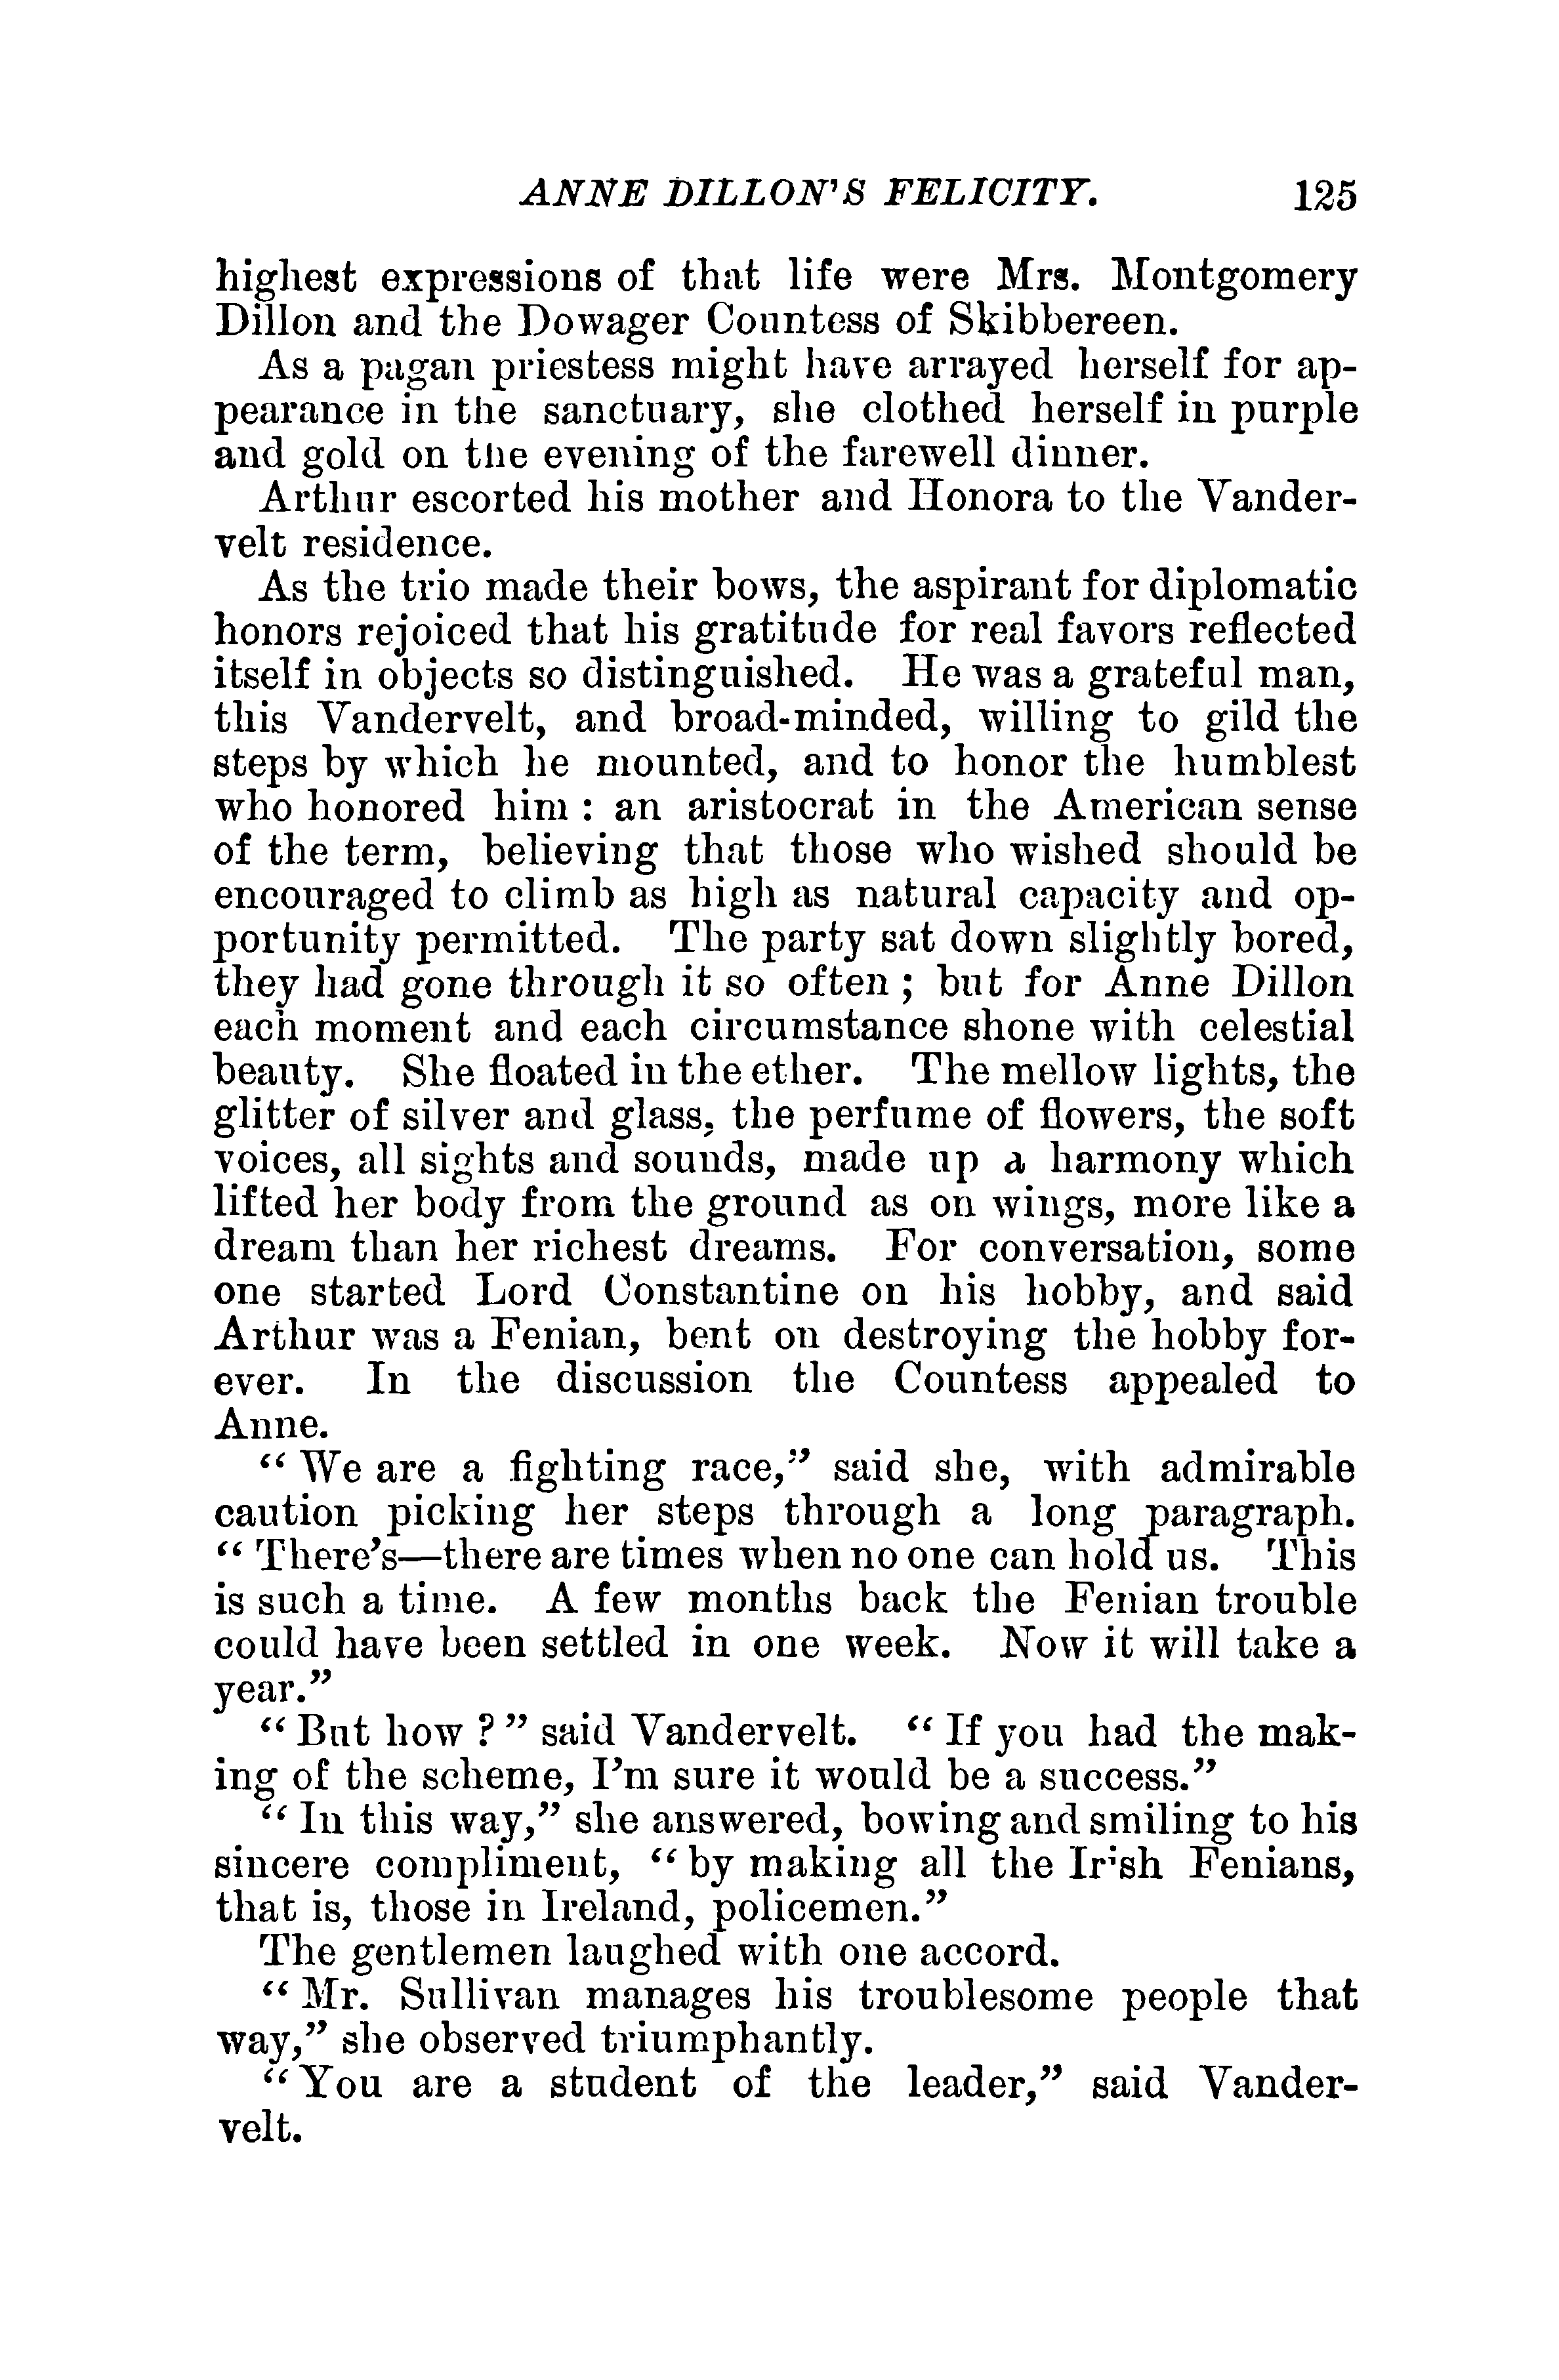 ANNE DILLON'S FELICITY. 125
highest expressions of that life were Mrs. Montgomery
Dillon and the Dowager Countess of Skibbereen.
As a pagan priestess might have arrayed herself for ap-
pearance in the sanctuary, she clothed herself in purple
and gold on the evening of the farewell dinner.
Arthur escorted his mother and Honora to the Vander-
velt residence.
As the trio made their bows, the aspirant for diplomatic
honors rejoiced that his gratitude for real favors reflected
itself in objects so distinguished. He was a grateful man,
this Vandervelt, and broad-minded, willing to gild the
steps by which he mounted, and to honor the humblest
who honored him : an aristocrat in the American sense
of the term, believing that those who wished should be
encouraged to climb as high as natural capacity and op-
portunity permitted. The party sat down slightly bored,
they had gone through it so often ; but for Anne Dillon
each moment and each circumstance shone with celestial
beauty. She floated in the ether. The mellow lights, the
glitter of silver and glass, the perfume of flowers, the soft
voices, all sights and sounds, made up a harmony which
lifted her body from the ground as on wings, more like a
dream than her richest dreams. For conversation, some
one started Lord Constantine on his hobby, and said
Arthur was a Fenian, bent on destroying the hobby for-
ever. In the discussion the Countess appealed to
Anne.
“ We are a fighting race,” said she, with admirable
caution picking her steps through a long paragraph.
“ There’s—there are times when no one can hold us. This
is such a time. A few months back the Fenian trouble
could have been settled in one week. Now it will take a
year.”
“ But how ? ” said Vandervelt. “ If you had the mak-
ing of the scheme, I’m sure it would be a success.”
“ In this way,” she answered, bowing and smiling to his
sincere compliment, “ by making all the Irish Fenians,
that is, those in Ireland, policemen.”
The gentlemen laughed with one accord.
“ Mr. Sullivan manages his troublesome people that
way,” she observed triumphantly.
“ You are a student of the leader,” said Vander-
velt.